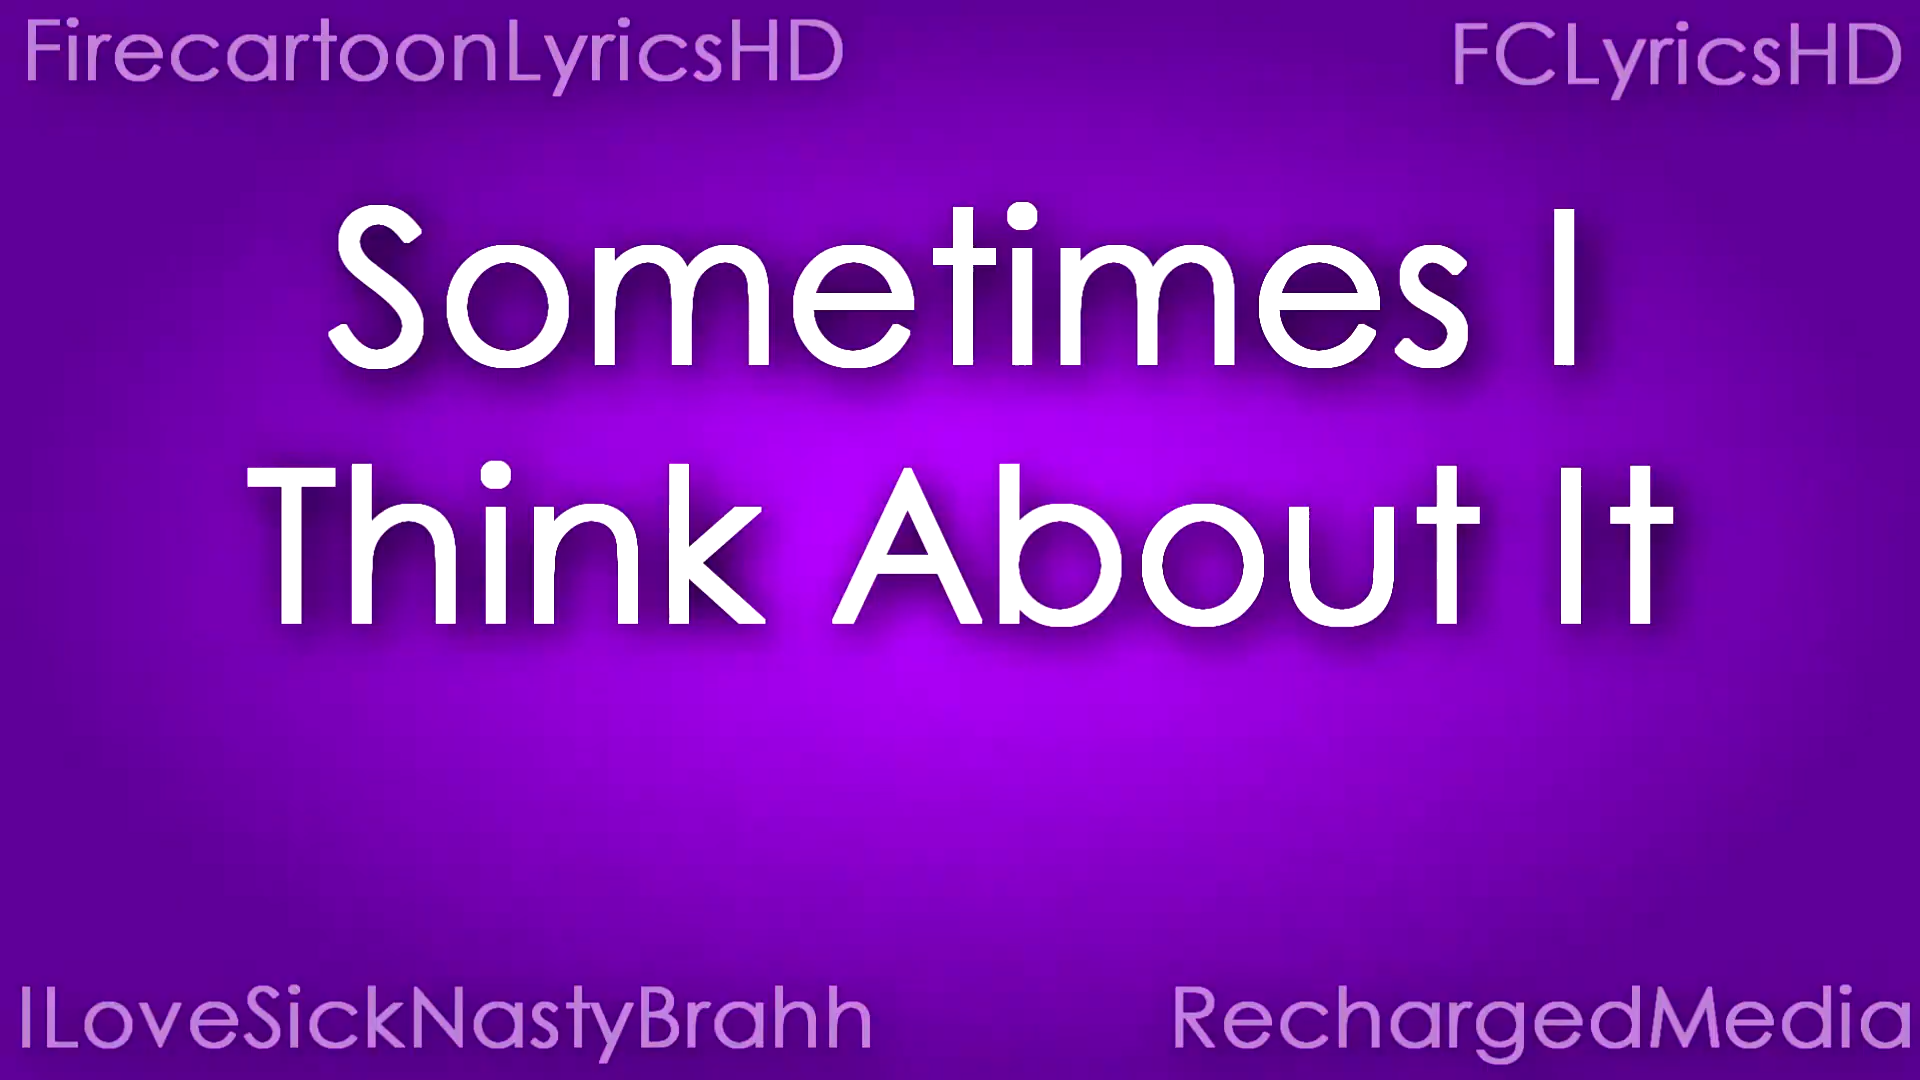 FirecartoonLyricsHD
FCLyricsHD
Sometimes I
Think About It
ILoveSickNastyBrahh
RechargedMedia